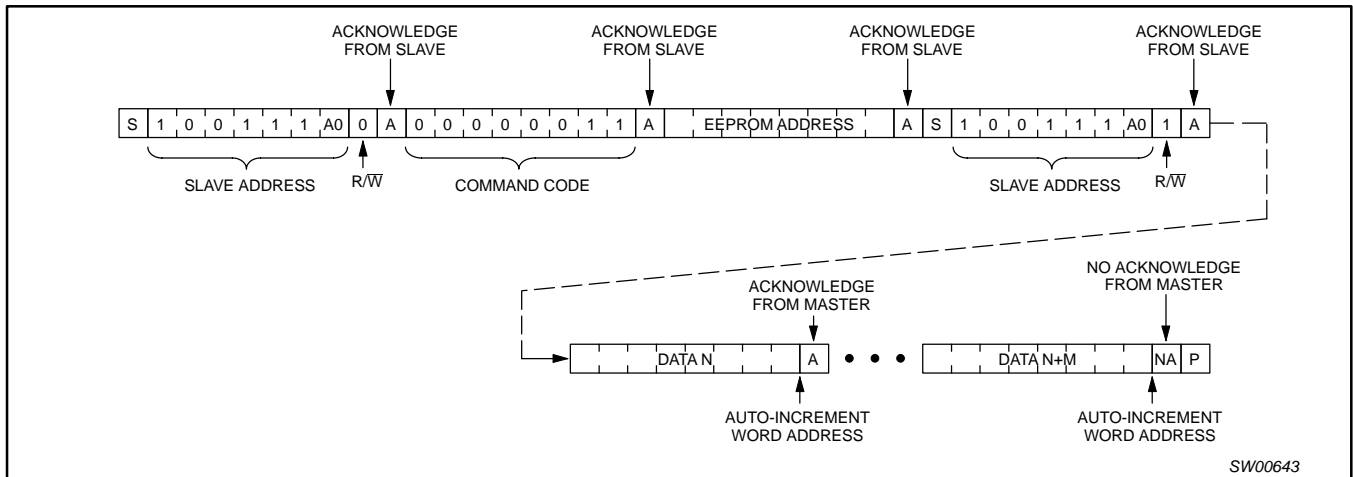 ACKNOWLEDGE FROM SLAVE
ACKNOWLEDGE FROM SLAVE
ACKNOWLEDGE FROM SLAVE
ACKNOWLEDGE FROM SLAVE
S 1 0 0 1 1 1 A0 0 A 0 0 0 0 0 0 1 1 A EEPROM ADDRESS A S 1 0 0 1 1 1 A0 1 A
SLAVE ADDRESS R/W̅ COMMAND CODE SLAVE ADDRESS R/W̅
ACKNOWLEDGE FROM MASTER
NO ACKNOWLEDGE FROM MASTER
DATA N A • • • DATA N+M NA P
AUTO-INCREMENT WORD ADDRESS
AUTO-INCREMENT WORD ADDRESS
SW00643